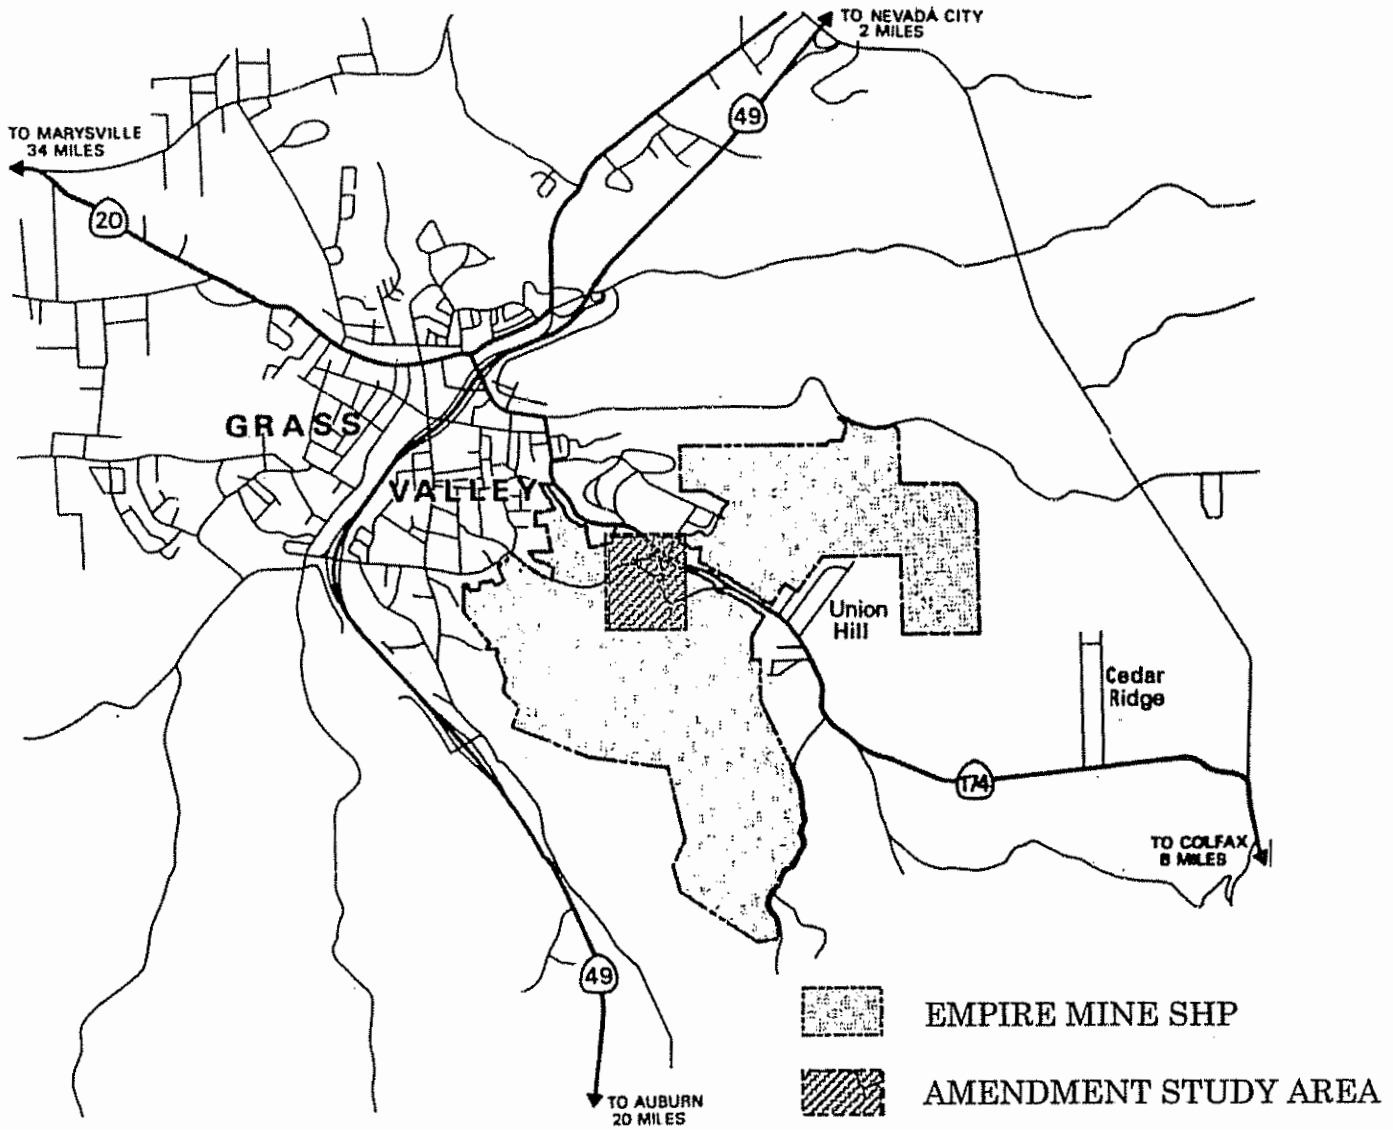 TO NEVADA CITY
2 MILES
49
TO MARYSVILLE
34 MILES
20
GRASS
VALLEY
Union
Hill
Cedar
Ridge
174
TO COLFAX
8 MILES
49
EMPIRE MINE SHP
AMENDMENT STUDY AREA
TO AUBURN
20 MILES